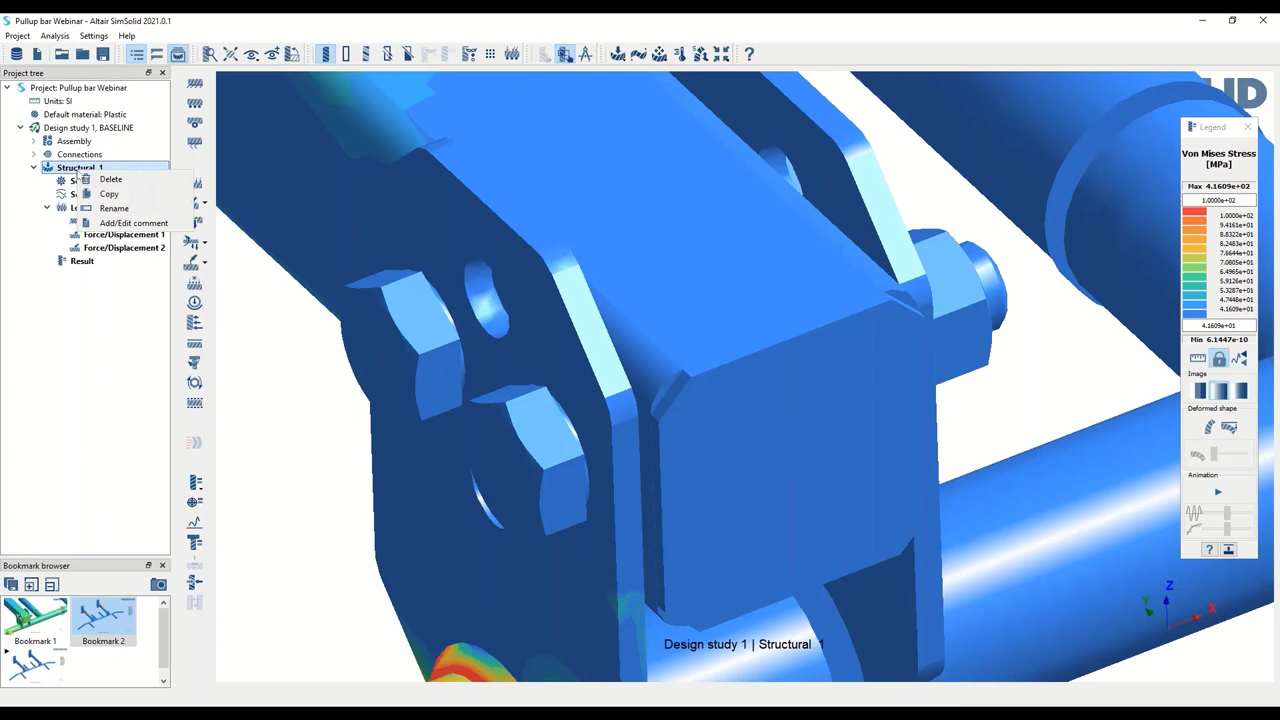 Pullup bar Webinar - Altair SimSolid 2021.0.1
Project Analysis Settings Help
Project tree
Project: Pullup bar Webinar
Units: SI
Default material: Plastic
Design study 1, BASELINE
Assembly
Connections
Structural 1
Delete
Copy
Rename
Add/Edit comment
Force/Displacement 1
Force/Displacement 2
Result
Bookmark browser
Bookmark 1
Bookmark 2
Design study 1 | Structural 1
Legend
Von Mises Stress
[MPa]
Max 4.1609e+02
1.0000e+02
1.0000e+02
9.4161e+01
8.8322e+01
8.2483e+01
7.6644e+01
7.0805e+01
6.4965e+01
5.9126e+01
5.3287e+01
4.7448e+01
4.1609e+01
4.1609e+01
Min 6.1447e-10
Image
Deformed shape
Animation
X
Y
Z